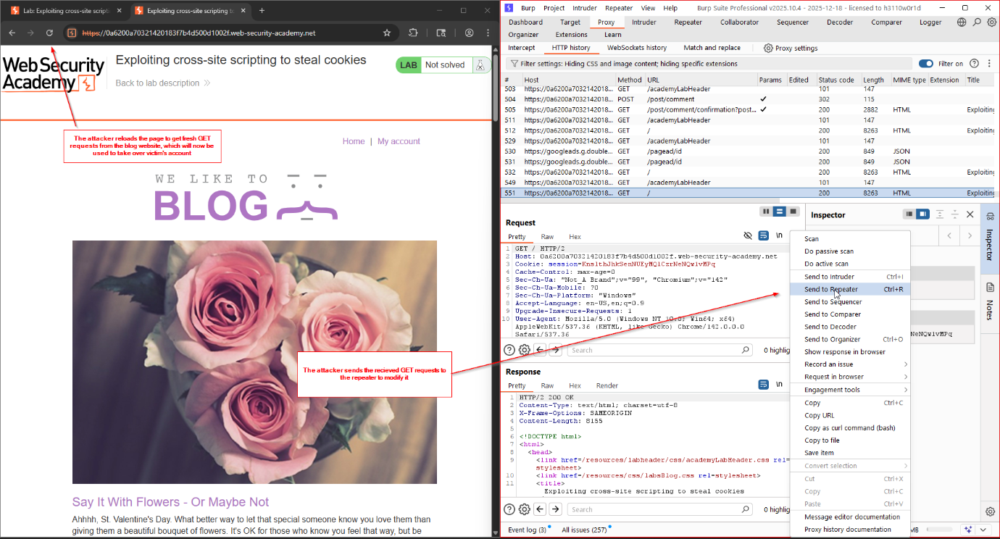 Lab: Exploiting cross-site script
Exploiting cross-site scripting to
https://0a6200a70321420183f7b4d500d1002f.web-security-academy.net
Web Security
Academy
Exploiting cross-site scripting to steal cookies
Back to lab description
LAB
Not solved
The attacker reloads the page to get fresh GET
requests from the blog website, which will now be
used to take over victim's account
Home | My account
WE LIKE TO
BLOG
The attacker sends the recieved GET requests to
the repeater to modify it
Say It With Flowers - Or Maybe Not
Ahhhh, St. Valentine's Day. What better way to let that special someone know you love them than
giving them a beautiful bouquet of flowers. It's OK for those who know you feel that way, but be
Burp Project Intruder Repeater View Help
Burp Suite Professional v2025.10.4 - 2025-12-18 - licensed to h3110w0r1d
Dashboard Target Proxy Intruder Repeater Collaborator Sequencer Decoder Comparer Logger
Organizer Extensions Learn
Intercept HTTP history WebSockets history Match and replace Proxy settings
Filter settings: Hiding CSS and image content; hiding specific extensions
Filter on
# Host Method URL Params Edited Status code Length MIME type Extension Title
503 https://0a6200a7032142018... GET /academyLabHeader 101 147
504 https://0a6200a7032142018... POST /post/comment ✓ 302 115
505 https://0a6200a7032142018... GET /post/comment/confirmation?post... ✓ 200 2882 HTML Exploiting
511 https://0a6200a7032142018... GET /academyLabHeader 101 147
512 https://0a6200a7032142018... GET / 200 8263 HTML Exploiting
529 https://0a6200a7032142018... GET /academyLabHeader 101 147
530 https://googleads.g.double... GET /pagead/id 200 849 JSON
531 https://googleads.g.double... GET /pagead/id 200 849 JSON
532 https://0a6200a7032142018... GET / 200 8263 HTML Exploiting
549 https://0a6200a7032142018... GET /academyLabHeader 101 147
551 https://0a6200a7032142018... GET / 200 8263 HTML Exploiting
Request
Pretty Raw Hex
\n
1 GET / HTTP/2
2 Host: 0a6200a70321420183f7b4d500d1002f.web-security-academy.net
3 Cookie: session=
4 Cache-Control: max-age=0
5 Sec-Ch-Ua: "Not_A Brand";v="99", "Chromium";v="142"
6 Sec-Ch-Ua-Mobile: ?0
7 Sec-Ch-Ua-Platform: "Windows"
8 Accept-Language: en-US,en;q=0.9
9 Upgrade-Insecure-Requests: 1
10 User-Agent: Mozilla/5.0 (Windows NT 10.0; Win64; x64)
AppleWebKit/537.36 (KHTML, like Gecko) Chrome/142.0.0.0
Safari/537.36
Search
0 highlig
Response
Pretty Raw Hex Render
\n
1 HTTP/2 200 OK
2 Content-Type: text/html; charset=utf-8
3 X-Frame-Options: SAMEORIGIN
4 Content-Length: 8155
5
6 <!DOCTYPE html>
7 <html>
8 <head>
9 <link href=/resources/labheader/css/academyLabHeader.css rel=
stylesheet>
10 <link href=/resources/css/labsBlog.css rel=stylesheet>
11 <title>
Exploiting cross-site scripting to steal cookies
Search
0 highlig
Event log (3) All issues (257)
MB
Inspector
Inspector
Notes
Scan
Do passive scan
Do active scan
Send to Intruder Ctrl+I
Send to Repeater Ctrl+R
Send to Sequencer
Send to Comparer
Send to Decoder
Send to Organizer Ctrl+O
Show response in browser
Record an issue
Request in browser
Engagement tools
Copy Ctrl+C
Copy URL
Copy as curl command (bash)
Copy to file
Save item
Convert selection
Cut Ctrl+X
Copy Ctrl+C
Paste Ctrl+V
Message editor documentation
Proxy history documentation